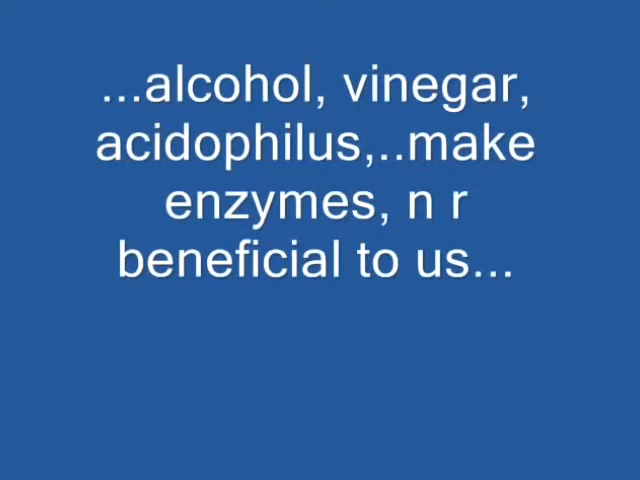 ...alcohol, vinegar,
acidophilus,..make
enzymes, n r
beneficial to us...